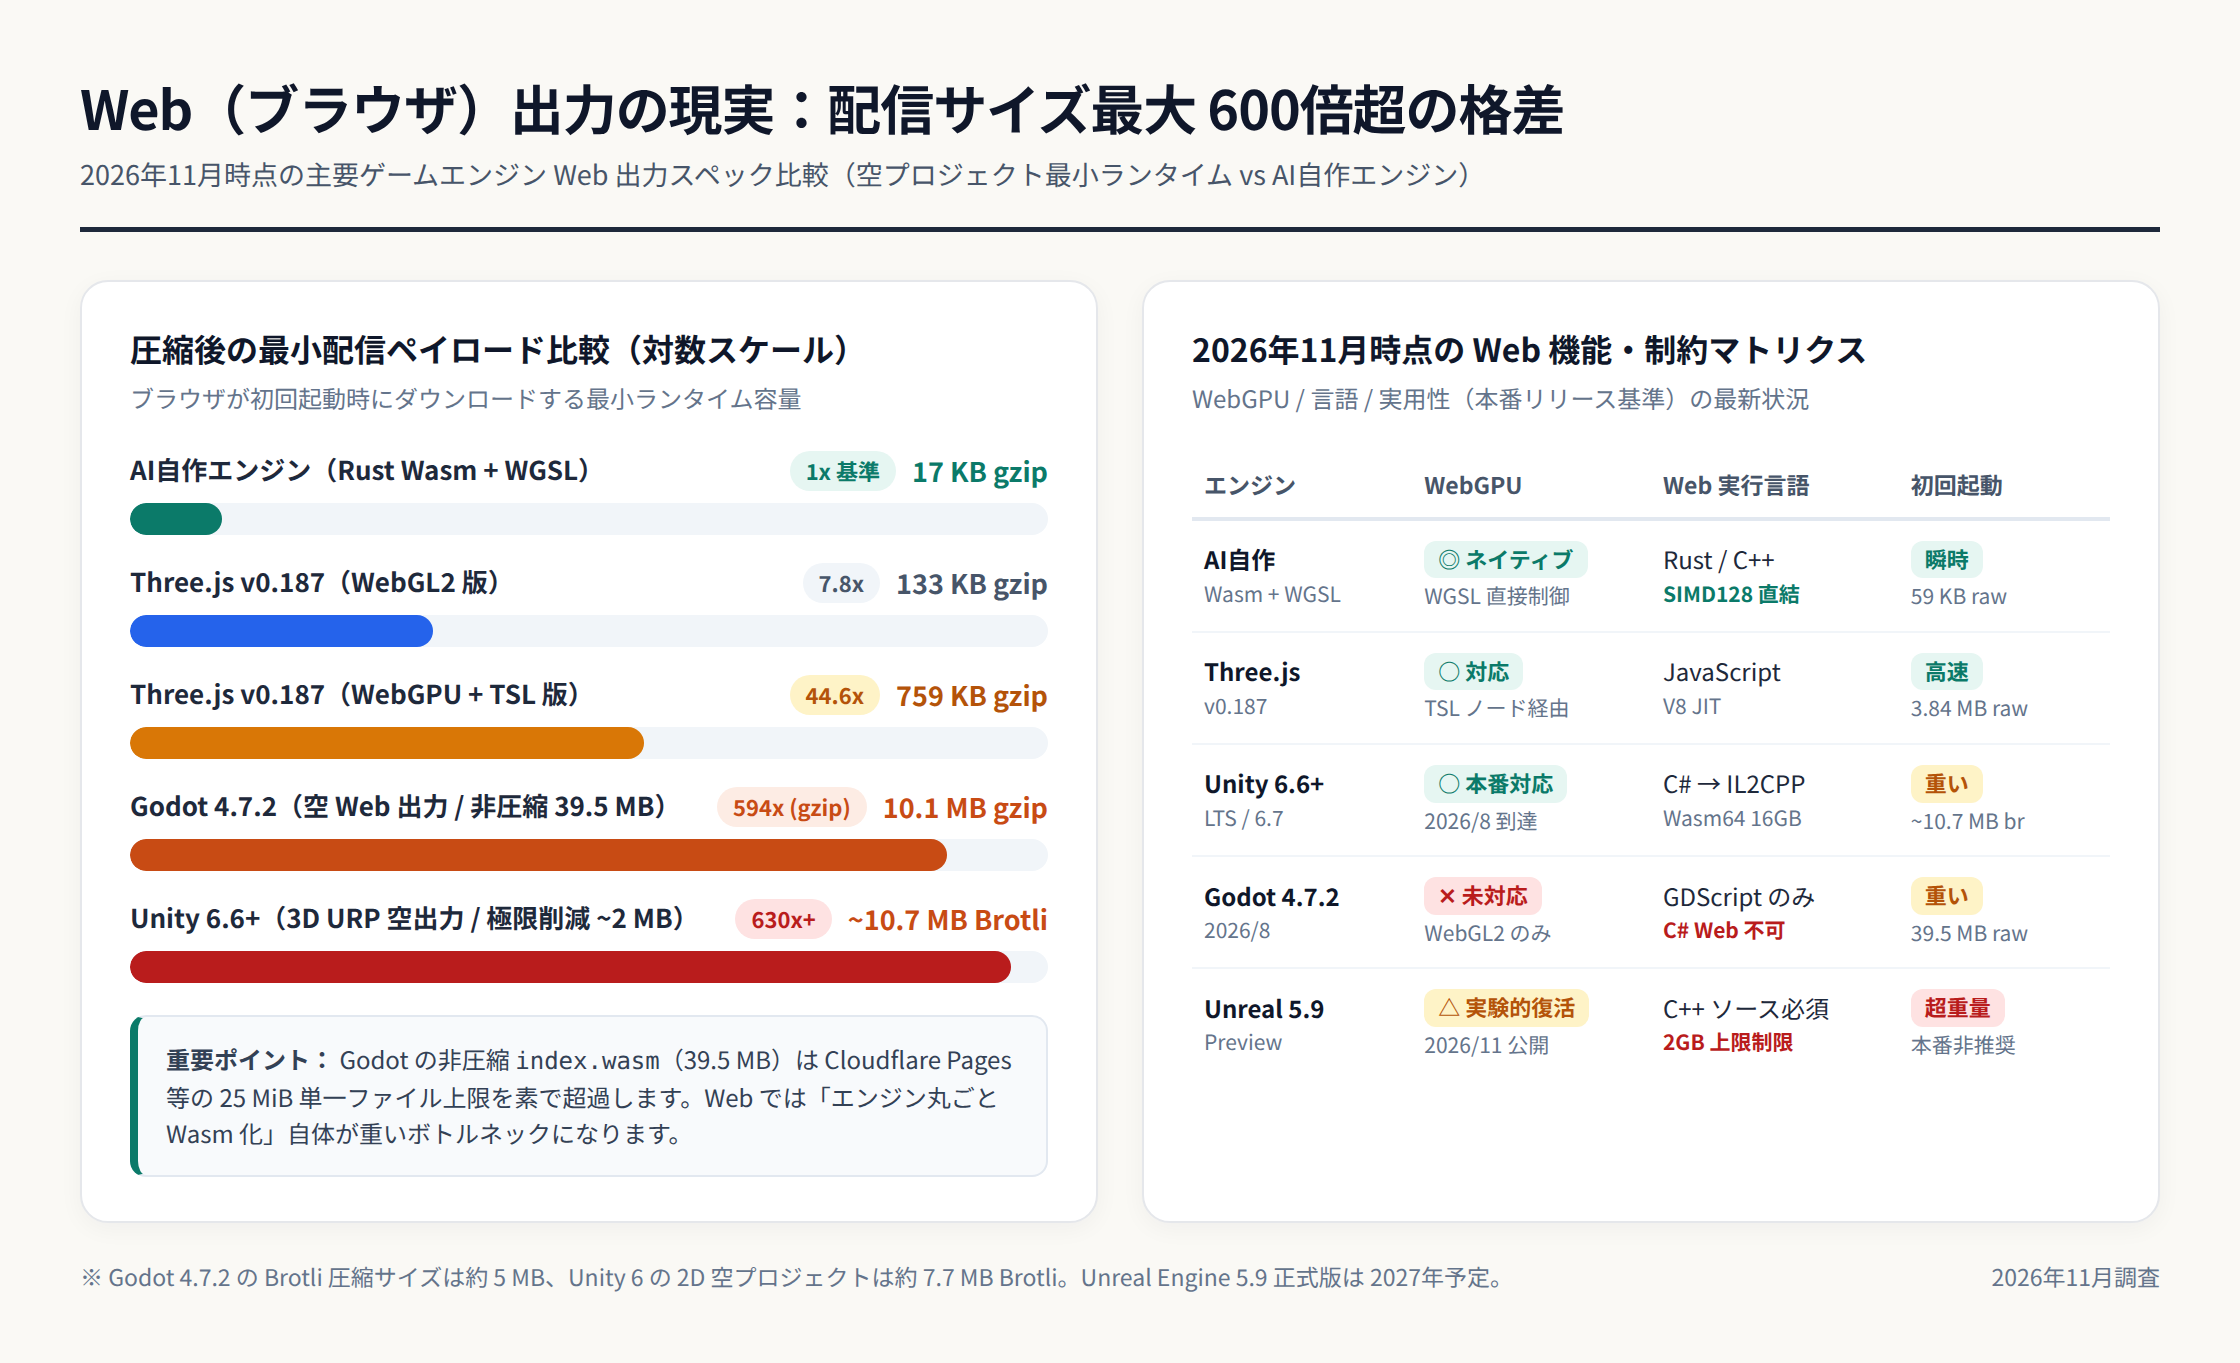 Web（ブラウザ）出力の現実：配信サイズ最大 600倍超の格差
2026年11月時点の主要ゲームエンジン Web 出力スペック比較（空プロジェクト最小ランタイム vs AI自作エンジン）
圧縮後の最小配信ペイロード比較（対数スケール）
ブラウザが初回起動時にダウンロードする最小ランタイム容量
AI自作エンジン（Rust Wasm + WGSL） 1x 基準 17 KB gzip
Three.js v0.187（WebGL2 版） 7.8x 133 KB gzip
Three.js v0.187（WebGPU + TSL 版） 44.6x 759 KB gzip
Godot 4.7.2（空 Web 出力 / 非圧縮 39.5 MB） 594x (gzip) 10.1 MB gzip
Unity 6.6+（3D URP 空出力 / 極限削減 ~2 MB） 630x+ ~10.7 MB Brotli
重要ポイント： Godot の非圧縮 index.wasm（39.5 MB）は Cloudflare Pages
等の 25 MiB 単一ファイル上限を素で超過します。Web では「エンジン丸ごと
Wasm 化」自体が重いボトルネックになります。
2026年11月時点の Web 機能・制約マトリクス
WebGPU / 言語 / 実用性（本番リリース基準）の最新状況
エンジン WebGPU Web 実行言語 初回起動
AI自作 ◎ ネイティブ Rust / C++ 瞬時
Wasm + WGSL WGSL 直接制御 SIMD128 直結 59 KB raw
Three.js ○ 対応 JavaScript 高速
v0.187 TSL ノード経由 V8 JIT 3.84 MB raw
Unity 6.6+ ○ 本番対応 C# → IL2CPP 重い
LTS / 6.7 2026/8 到達 Wasm64 16GB ~10.7 MB br
Godot 4.7.2 × 未対応 GDScript のみ 重い
2026/8 WebGL2 のみ C# Web 不可 39.5 MB raw
Unreal 5.9 △ 実験的復活 C++ ソース必須 超重量
Preview 2026/11 公開 2GB 上限制限 本番非推奨
※ Godot 4.7.2 の Brotli 圧縮サイズは約 5 MB、Unity 6 の 2D 空プロジェクトは約 7.7 MB Brotli。Unreal Engine 5.9 正式版は 2027年予定。
2026年11月調査